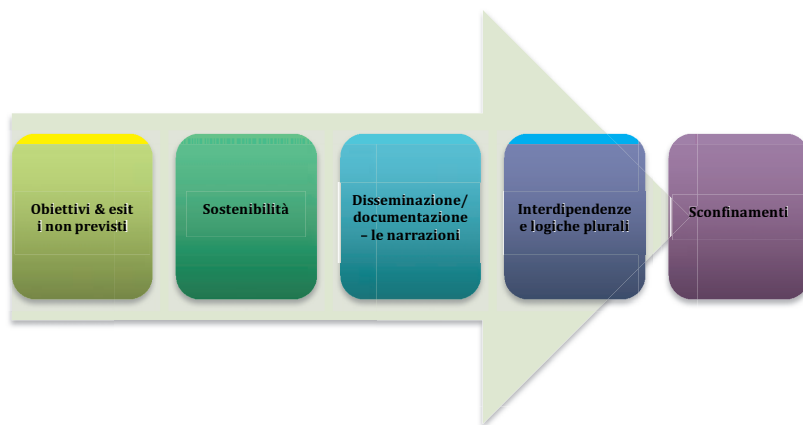 Obiettivi & esit
i non previsti
Sostenibilità
Disseminazione/
documentazione
– le narrazioni
Interdipendenze
e logiche plurali
Sconfinamenti